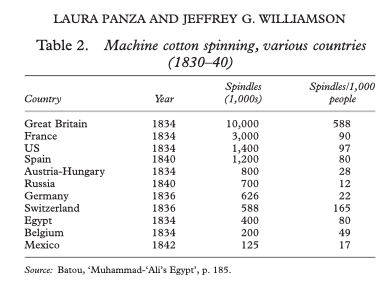 LAURA PANZA AND JEFFREY G. WILLIAMSON
Table 2. Machine cotton spinning, various countries
(1830–40)
Spindles Spindles/1,000
Country Year (1,000s) people
Great Britain 1834 10,000 588
France 1834 3,000 90
US 1834 1,400 97
Spain 1840 1,200 80
Austria-Hungary 1834 800 28
Russia 1840 700 12
Germany 1836 626 22
Switzerland 1836 588 165
Egypt 1834 400 80
Belgium 1834 200 49
Mexico 1842 125 17
Source: Batou, ‘Muhammad-‘Ali’s Egypt’, p. 185.